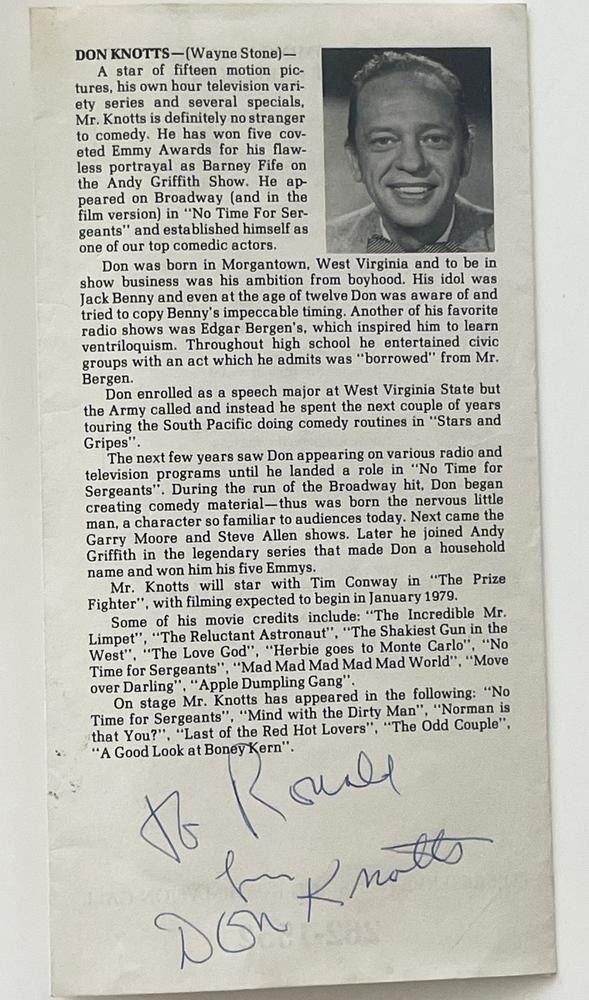 DON KNOTTS—(Wayne Stone)—
A star of fifteen motion pic-
tures, his own hour television vari-
ety series and several specials,
Mr. Knotts is definitely no stranger
to comedy. He has won five cov-
eted Emmy Awards for his flaw-
less portrayal as Barney Fife on
the Andy Griffith Show. He ap-
peared on Broadway (and in the
film version) in "No Time For Ser-
geants" and established himself as
one of our top comedic actors.
Don was born in Morgantown, West Virginia and to be in
show business was his ambition from boyhood. His idol was
Jack Benny and even at the age of twelve Don was aware of and
tried to copy Benny's impeccable timing. Another of his favorite
radio shows was Edgar Bergen's, which inspired him to learn
ventriloquism. Throughout high school he entertained civic
groups with an act which he admits was "borrowed" from Mr.
Bergen.
Don enrolled as a speech major at West Virginia State but
the Army called and instead he spent the next couple of years
touring the South Pacific doing comedy routines in "Stars and
Gripes".
The next few years saw Don appearing on various radio and
television programs until he landed a role in "No Time for
Sergeants". During the run of the Broadway hit, Don began
creating comedy material—thus was born the nervous little
man, a character so familiar to audiences today. Next came the
Garry Moore and Steve Allen shows. Later he joined Andy
Griffith in the legendary series that made Don a household
name and won him his five Emmys.
Mr. Knotts will star with Tim Conway in "The Prize
Fighter", with filming expected to begin in January 1979.
Some of his movie credits include: "The Incredible Mr.
Limpet", "The Reluctant Astronaut", "The Shakiest Gun in the
West", "The Love God", "Herbie goes to Monte Carlo", "No
Time for Sergeants", "Mad Mad Mad Mad Mad World", "Move
over Darling", "Apple Dumpling Gang".
On stage Mr. Knotts has appeared in the following: "No
Time for Sergeants", "Mind with the Dirty Man", "Norman is
that You?", "Last of the Red Hot Lovers", "The Odd Couple",
"A Good Look at Boney Kern".
To Ronald
Don Knotts